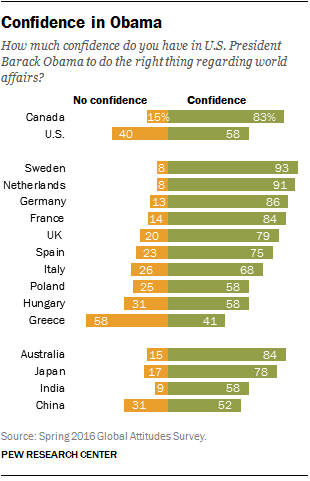 Confidence in Obama
How much confidence do you have in U.S. President
Barack Obama to do the right thing regarding world
affairs?
No confidence Confidence
Canada 15% 83%
U.S. 40 58
Sweden 8 93
Netherlands 8 91
Germany 13 86
France 14 84
UK 20 79
Spain 23 75
Italy 26 68
Poland 25 58
Hungary 31 58
Greece 58 41
Australia 15 84
Japan 17 78
India 9 58
China 31 52
Source: Spring 2016 Global Attitudes Survey.
PEW RESEARCH CENTER